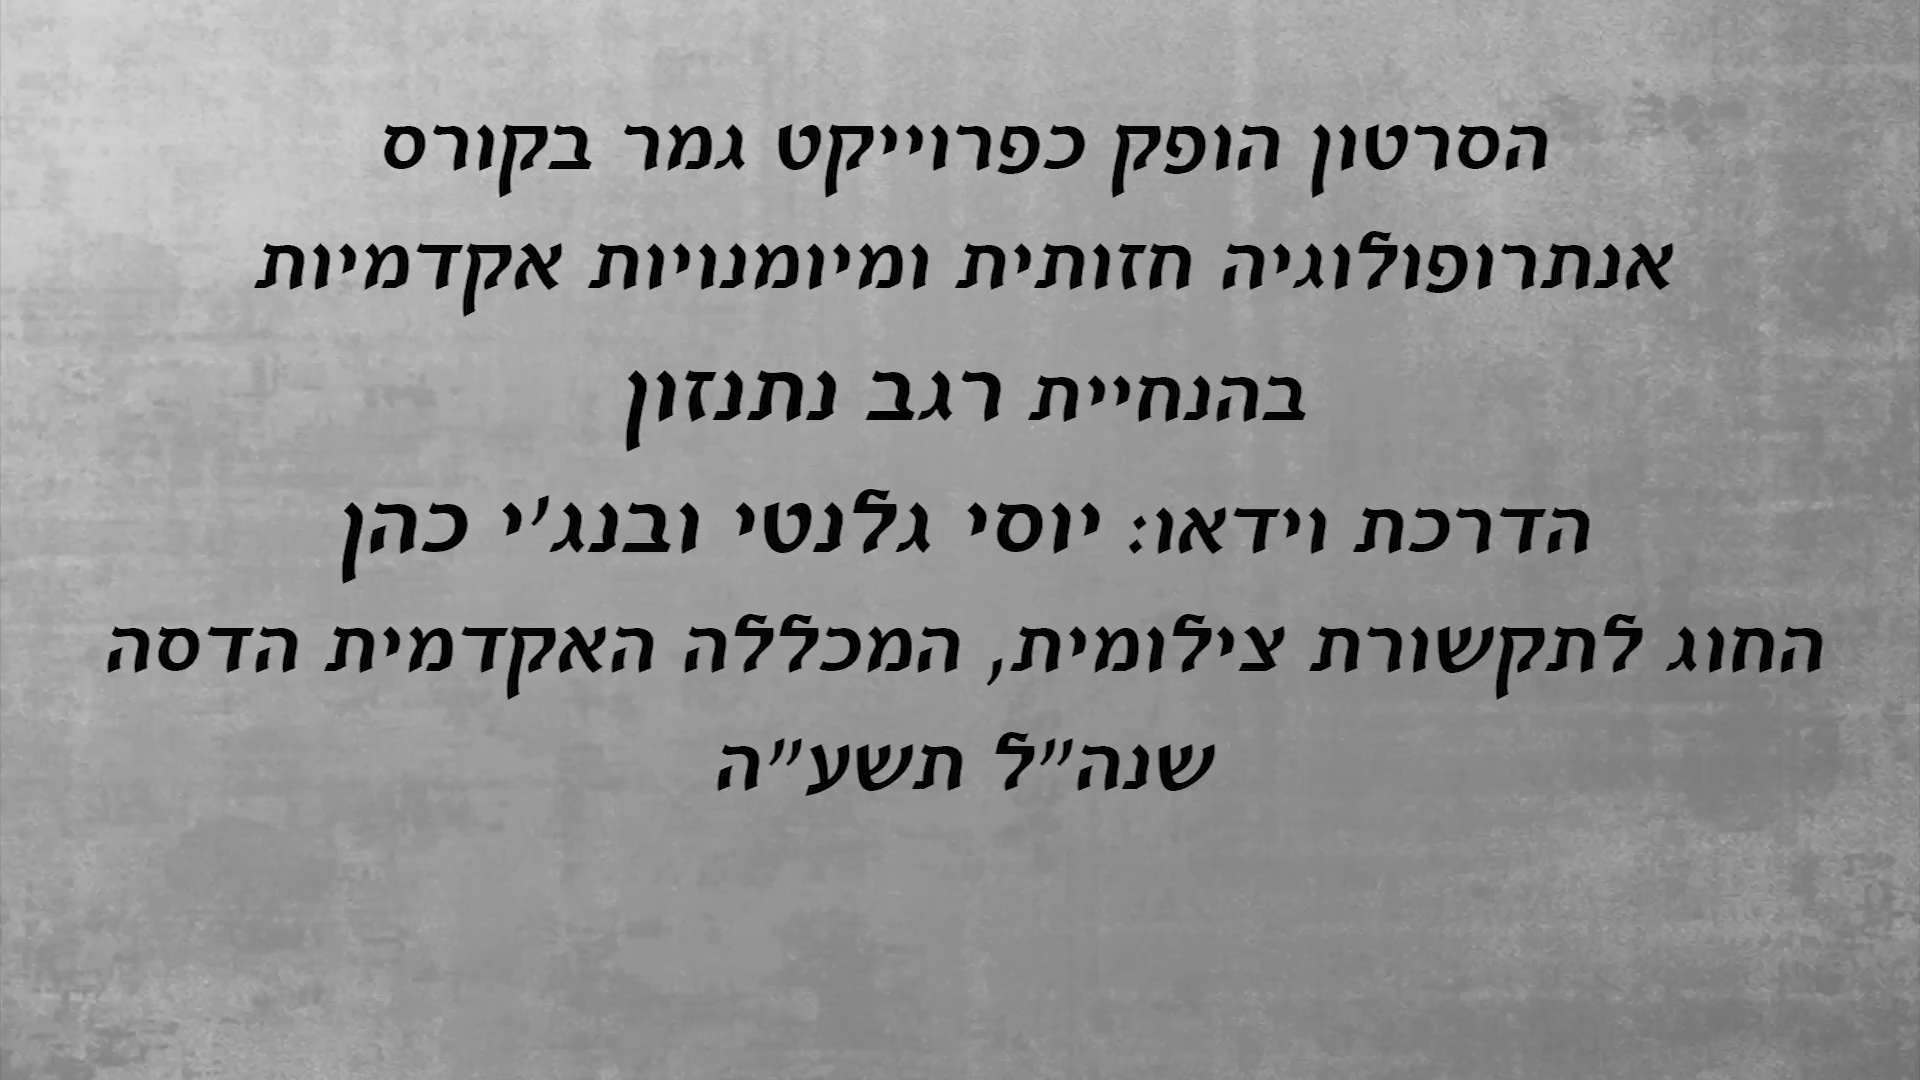 הסרטון הופק כפרוייקט גמר בקורס
אנתרופולוגיה חזותית ומיומנויות אקדמיות
בהנחיית רגב נתנזון
הדרכת וידאו: יוסי גלנטי ובנג'י כהן
החוג לתקשורת צילומית, המכללה האקדמית הדסה
שנה"ל תשע"ה